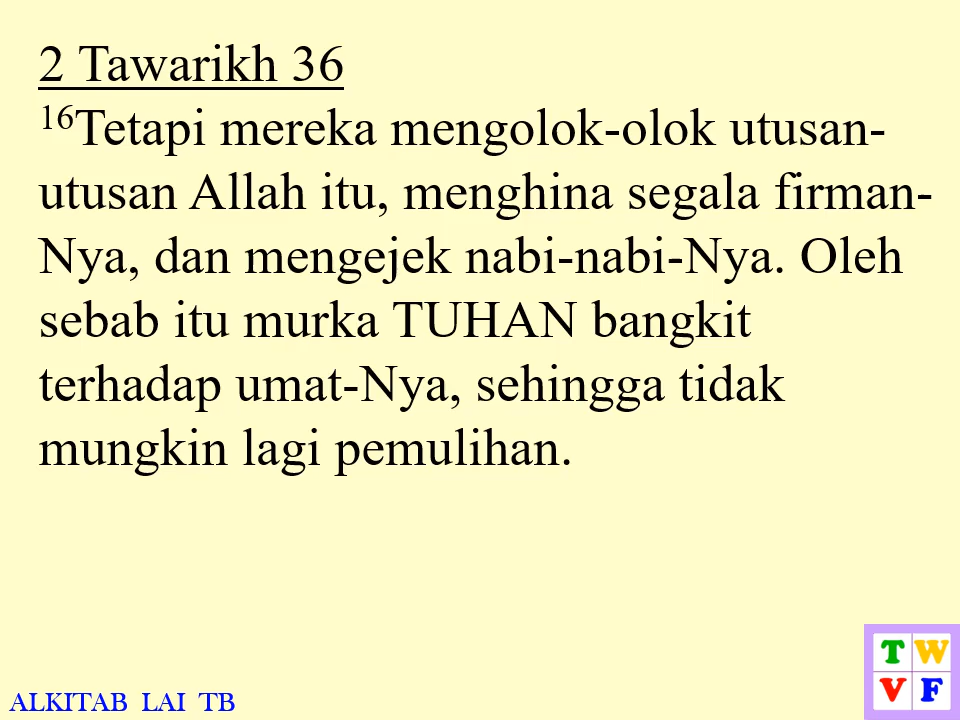 2 Tawarikh 36
16Tetapi mereka mengolok-olok utusan-
utusan Allah itu, menghina segala firman-
Nya, dan mengejek nabi-nabi-Nya. Oleh
sebab itu murka TUHAN bangkit
terhadap umat-Nya, sehingga tidak
mungkin lagi pemulihan.
ALKITAB LAI TB
T W
V F